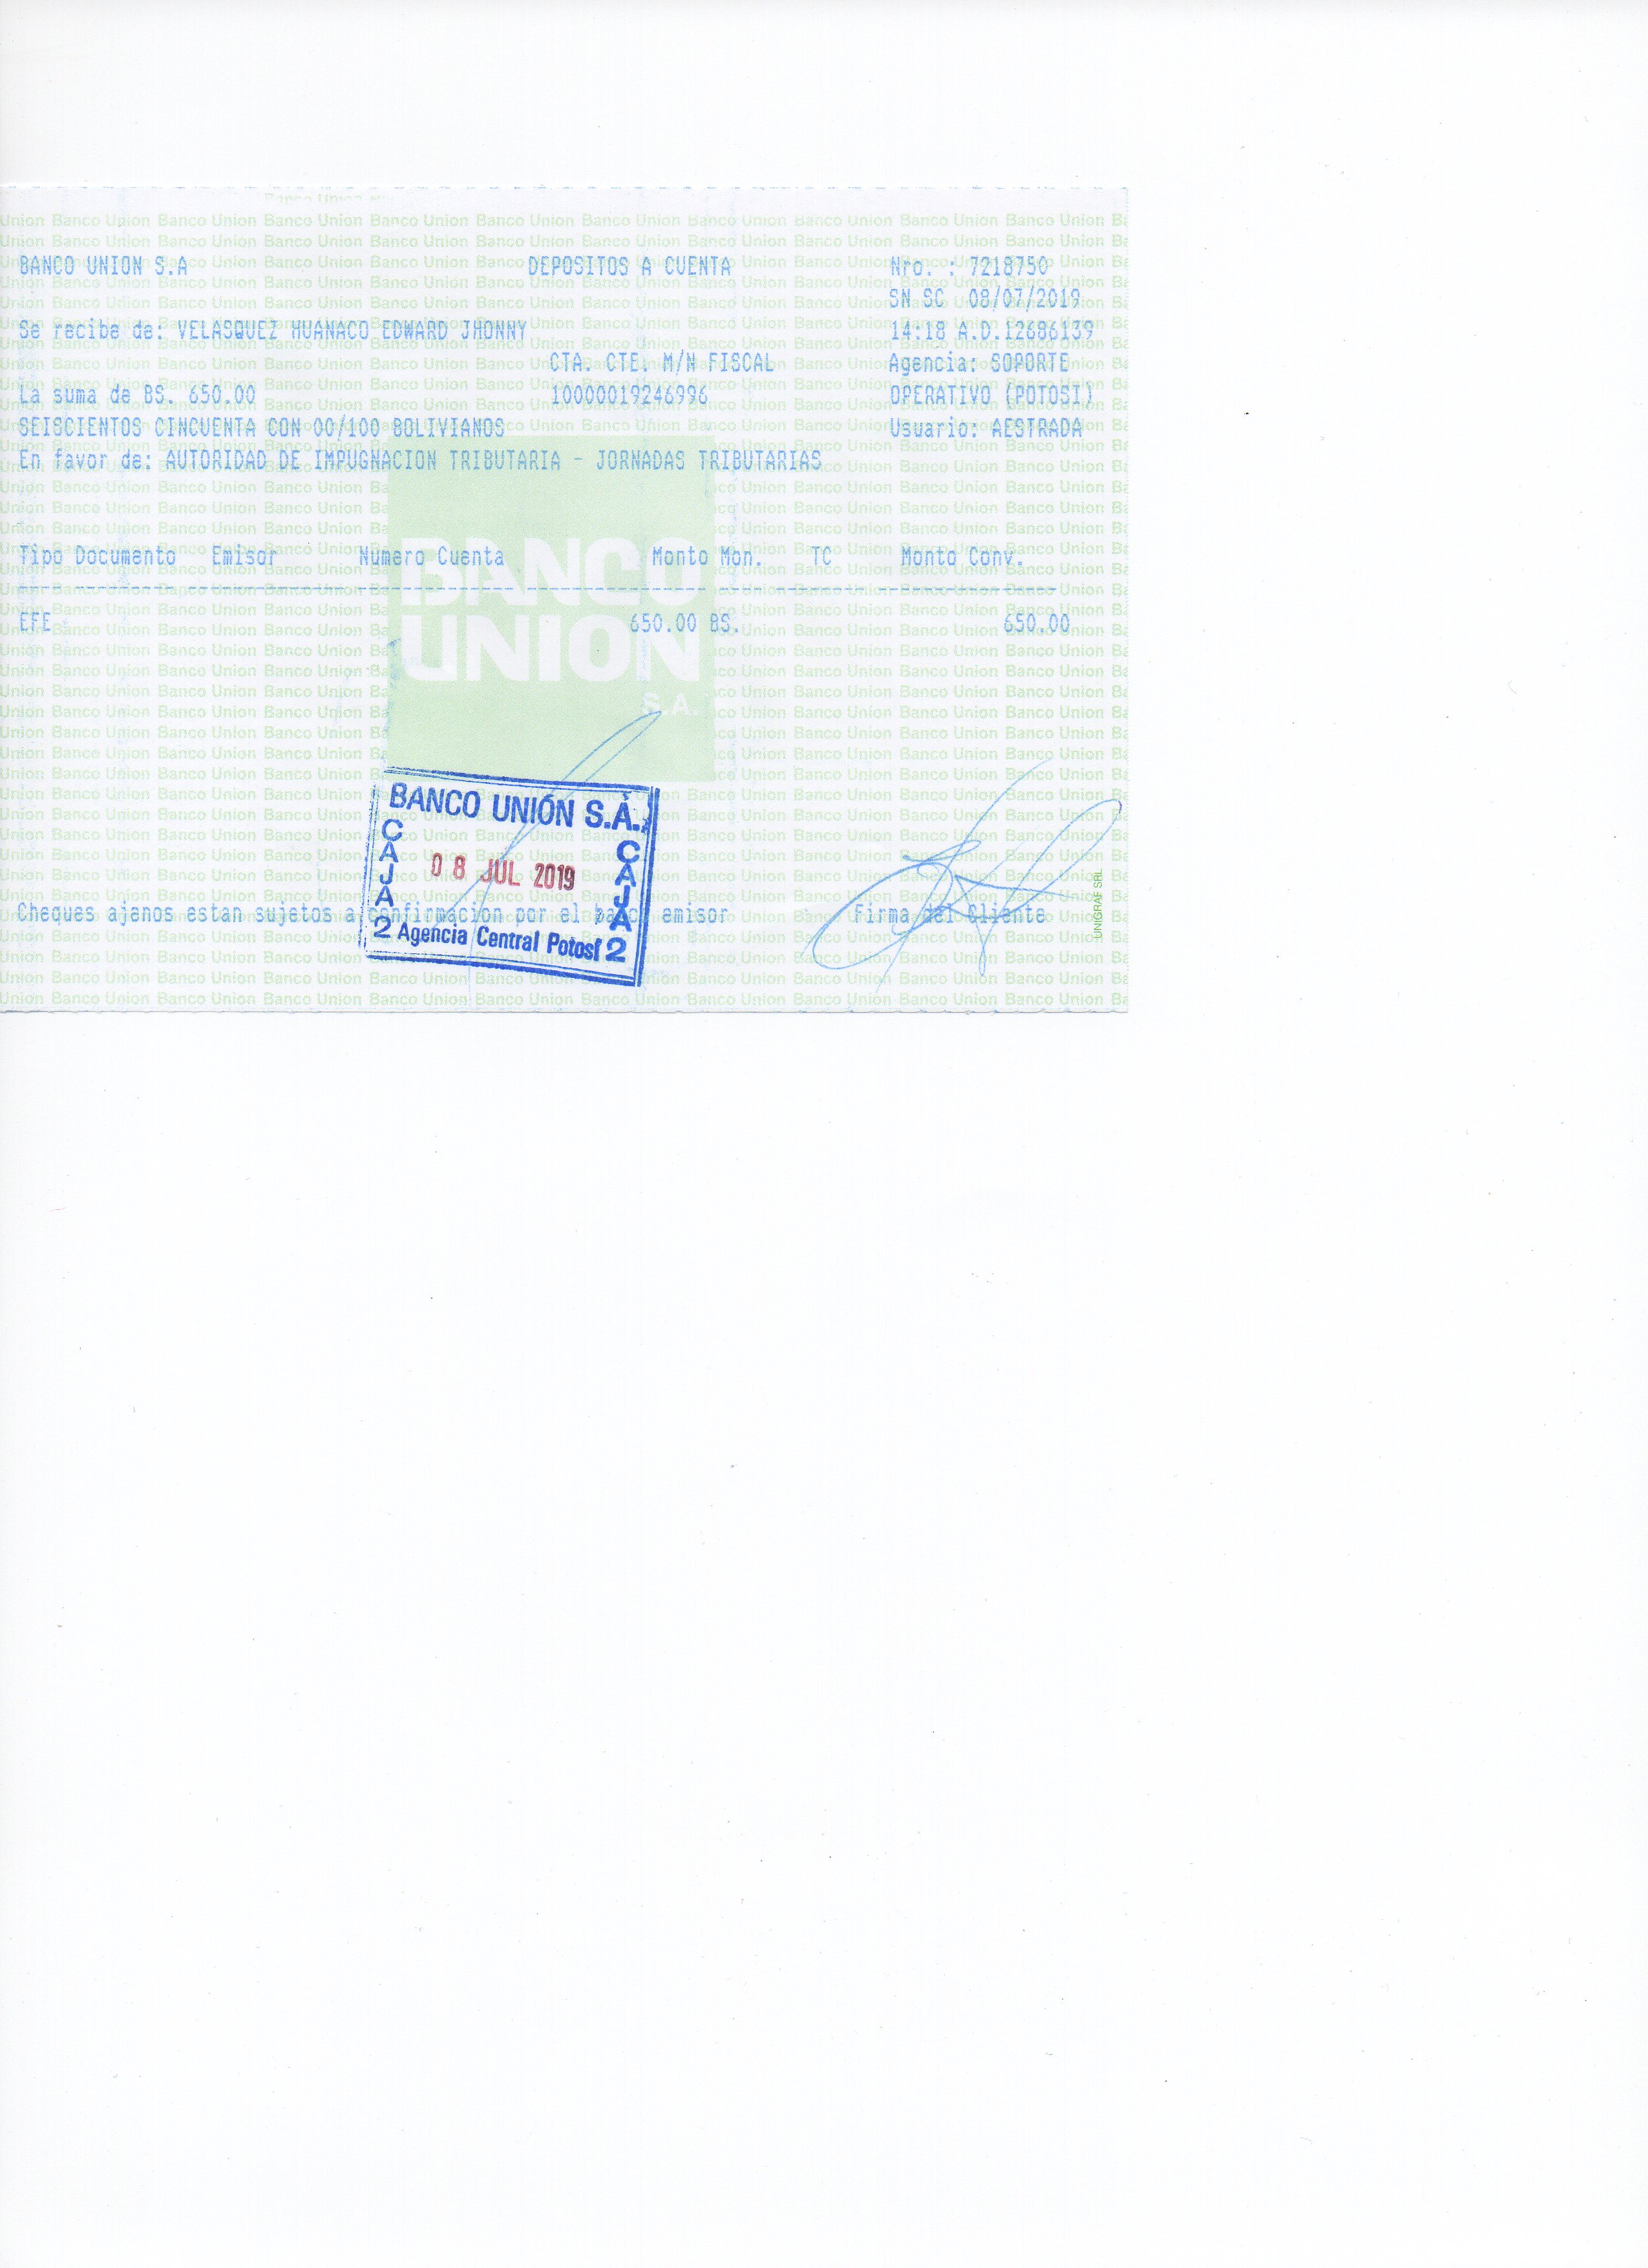 BANCO UNION S.A DEPOSITOS A CUENTA Nro. : 7218750
SN SC 08/07/2019
Se recibe de: VELASQUEZ HUANACO EDWARD JHONNY 14:18 A.D.12686139
CTA. CTE. M/N FISCAL Agencia: SOPORTE
La suma de BS. 650.00 10000019246996 OPERATIVO (POTOSI)
SEISCIENTOS CINCUENTA CON 00/100 BOLIVIANOS Usuario: AESTRADA
En favor de: AUTORIDAD DE IMPUGNACION TRIBUTARIA - JORNADAS TRIBUTARIAS
Tipo Documento Emisor Numero Cuenta Monto Mon. TC Monto Conv.
EFE 650.00 BS. 650.00
BANCO
UNION
S.A.
BANCO UNIÓN S.A.
CAJA 2
08 JUL 2019
CAJA 2
Agencia Central Potosí
Cheques ajenos estan sujetos a confirmacion por el banco emisor Firma del Cliente
UNIGRAF SRL